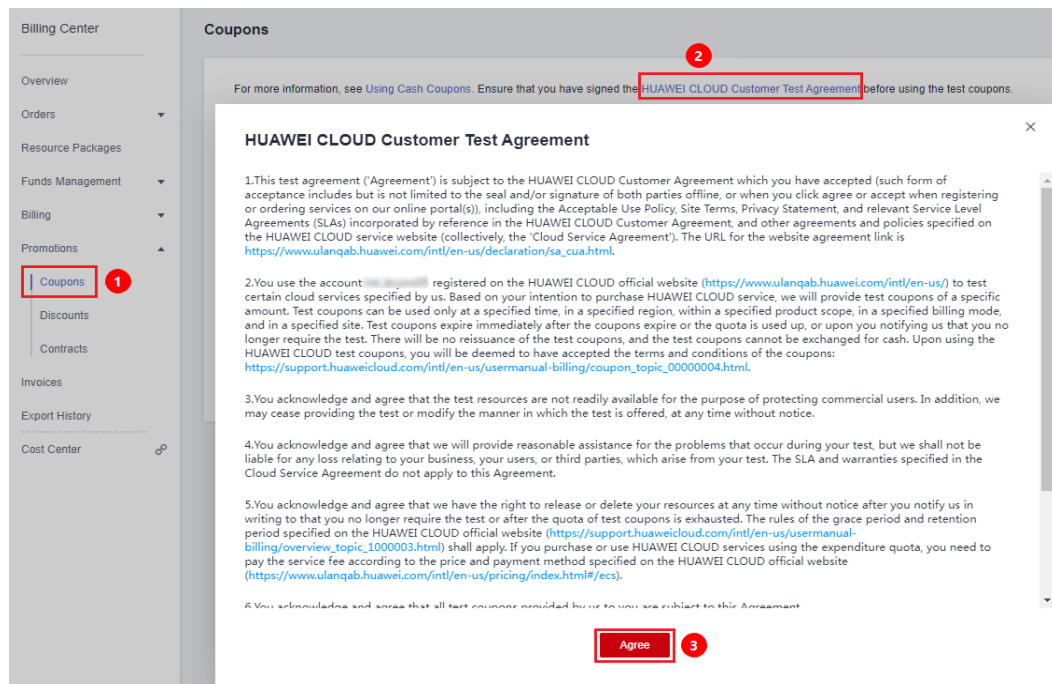 Billing Center
Overview
Orders
Resource Packages
Funds Management
Billing
Promotions
Coupons
1
Discounts
Contracts
Invoices
Export History
Cost Center
Coupons
2
For more information, see Using Cash Coupons. Ensure that you have signed the HUAWEI CLOUD Customer Test Agreement before using the test coupons.
HUAWEI CLOUD Customer Test Agreement
1.This test agreement ('Agreement') is subject to the HUAWEI CLOUD Customer Agreement which you have accepted (such form of
acceptance includes but is not limited to the seal and/or signature of both parties offline, or when you click agree or accept when registering
or ordering services on our online portal(s)), including the Acceptable Use Policy, Site Terms, Privacy Statement, and relevant Service Level
Agreements (SLAs) incorporated by reference in the HUAWEI CLOUD Customer Agreement, and other agreements and policies specified on
the HUAWEI CLOUD service website (collectively, the 'Cloud Service Agreement'). The URL for the website agreement link is
https://www.ulanqab.huawei.com/intl/en-us/declaration/sa_cua.html.
2.You use the account registered on the HUAWEI CLOUD official website (https://www.ulanqab.huawei.com/intl/en-us/) to test
certain cloud services specified by us. Based on your intention to purchase HUAWEI CLOUD service, we will provide test coupons of a specific
amount. Test coupons can be used only at a specified time, in a specified region, within a specified product scope, in a specified billing mode,
and in a specified site. Test coupons expire immediately after the coupons expire or the quota is used up, or upon you notifying us that you no
longer require the test. There will be no reissuance of the test coupons, and the test coupons cannot be exchanged for cash. Upon using the
HUAWEI CLOUD test coupons, you will be deemed to have accepted the terms and conditions of the coupons:
https://support.huaweicloud.com/intl/en-us/usermanual-billing/coupon_topic_00000004.html.
3.You acknowledge and agree that the test resources are not readily available for the purpose of protecting commercial users. In addition, we
may cease providing the test or modify the manner in which the test is offered, at any time without notice.
4.You acknowledge and agree that we will provide reasonable assistance for the problems that occur during your test, but we shall not be
liable for any loss relating to your business, your users, or third parties, which arise from your test. The SLA and warranties specified in the
Cloud Service Agreement do not apply to this Agreement.
5.You acknowledge and agree that we have the right to release or delete your resources at any time without notice after you notify us in
writing to that you no longer require the test or after the quota of test coupons is exhausted. The rules of the grace period and retention
period specified on the HUAWEI CLOUD official website (https://support.huaweicloud.com/intl/en-us/usermanual-
billing/overview_topic_1000003.html) shall apply. If you purchase or use HUAWEI CLOUD services using the expenditure quota, you need to
pay the service fee according to the price and payment method specified on the HUAWEI CLOUD official website
(https://www.ulanqab.huawei.com/intl/en-us/pricing/index.html#/ecs).
6.You acknowledge and agree that all test coupons provided by us to you are subject to this Agreement.
Agree
3